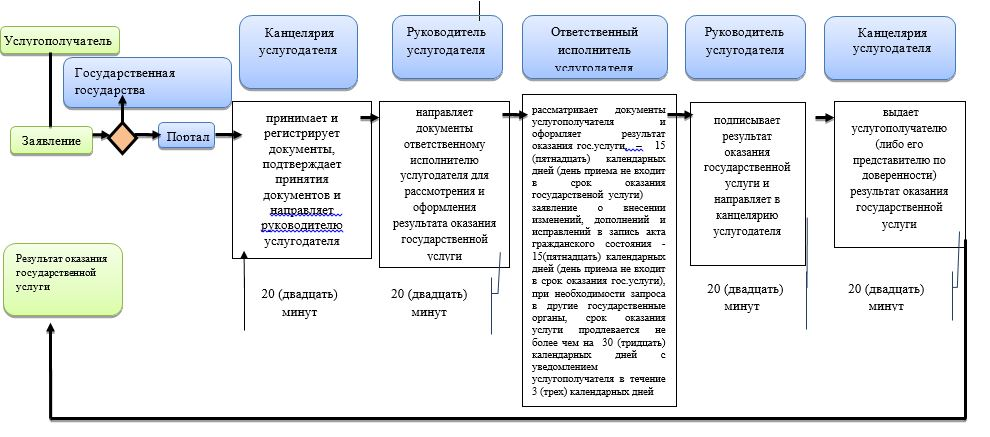 Услугополучатель
Государственная
государства
Заявление
Портал
Результат оказания
государственной
услуги
Канцелярия
услугодателя
принимает и
регистрирует
документы,
подтверждает
принятия
документов и
направляет
руководителю
услугодателя
20 (двадцать)
минут
Руководитель
услугодателя
направляет
документы
ответственному
исполнителю
услугодателя для
рассмотрения и
оформления
результата оказания
государственной
услуги
20 (двадцать)
минут
Ответственный
исполнитель
услугодателя
рассматривает документы
услугополучателя и
оформляет результат
оказания гос.услуги, – 15
(пятнадцать) календарных
дней (день приема не входит
в срок оказания
государственой услуги)
заявление о внесении
изменений, дополнений и
исправлений в запись акта
гражданского состояния -
15(пятнадцать) календарных
дней (день приема не входит
в срок оказания гос.услуги),
при необходимости запроса
в другие государственные
органы, срок оказания
услуги продлевается не
более чем на 30 (тридцать)
календарных дней с
уведомлением
услугополучателя в течение
3 (трех) календарных дней
Руководитель
услугодателя
подписывает
результат
оказания
государственной
услуги и
направляет в
канцелярию
услугодателя
20 (двадцать)
минут
Канцелярия
услугодателя
выдает
услугополучателю
(либо его
представителю по
доверенности)
результат оказания
государственной
услуги
20 (двадцать)
минут